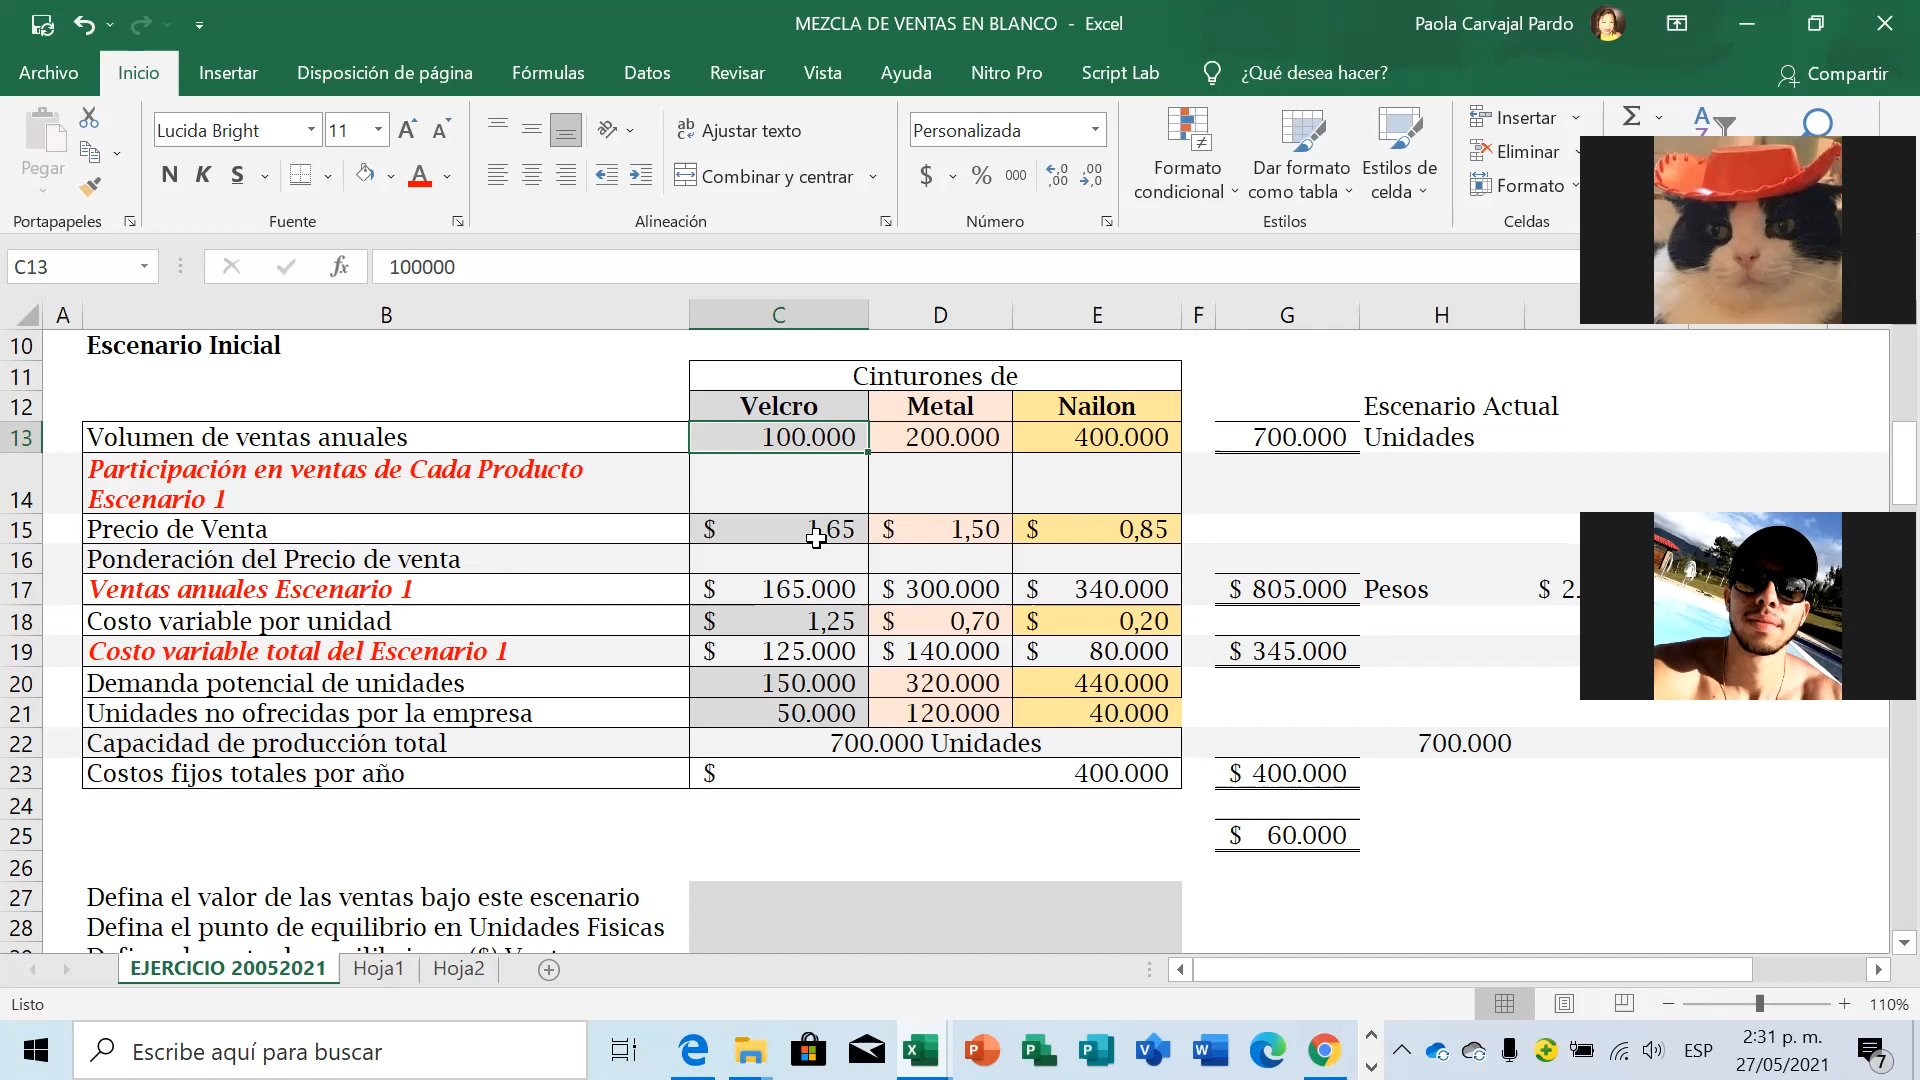 MEZCLA DE VENTAS EN BLANCO - Excel
Paola Carvajal Pardo
Archivo Inicio Insertar Disposición de página Fórmulas Datos Revisar Vista Ayuda Nitro Pro Script Lab ¿Qué desea hacer? Compartir
Pegar
Lucida Bright 11
N K S
Ajustar texto
Combinar y centrar
Personalizada
$ % 000
Formato condicional
Dar formato como tabla
Estilos de celda
Insertar
Eliminar
Formato
Portapapeles Fuente Alineación Número Estilos Celdas
C13 fx 100000
A B C D E F G H
10 Escenario Inicial
11 Cinturones de
12 Velcro Metal Nailon Escenario Actual
13 Volumen de ventas anuales 100.000 200.000 400.000 700.000 Unidades
Participación en ventas de Cada Producto
14 Escenario 1
15 Precio de Venta $ 1,65 $ 1,50 $ 0,85
16 Ponderación del Precio de venta
17 Ventas anuales Escenario 1 $ 165.000 $ 300.000 $ 340.000 $ 805.000 Pesos $ 2.
18 Costo variable por unidad $ 1,25 $ 0,70 $ 0,20
19 Costo variable total del Escenario 1 $ 125.000 $ 140.000 $ 80.000 $ 345.000
20 Demanda potencial de unidades 150.000 320.000 440.000
21 Unidades no ofrecidas por la empresa 50.000 120.000 40.000
22 Capacidad de producción total 700.000 Unidades 700.000
23 Costos fijos totales por año $ 400.000 $ 400.000
24
25 $ 60.000
26
27 Defina el valor de las ventas bajo este escenario
28 Defina el punto de equilibrio en Unidades Fisicas
EJERCICIO 20052021 Hoja1 Hoja2
Listo
110%
Escribe aquí para buscar
ESP
2:31 p. m.
27/05/2021
7